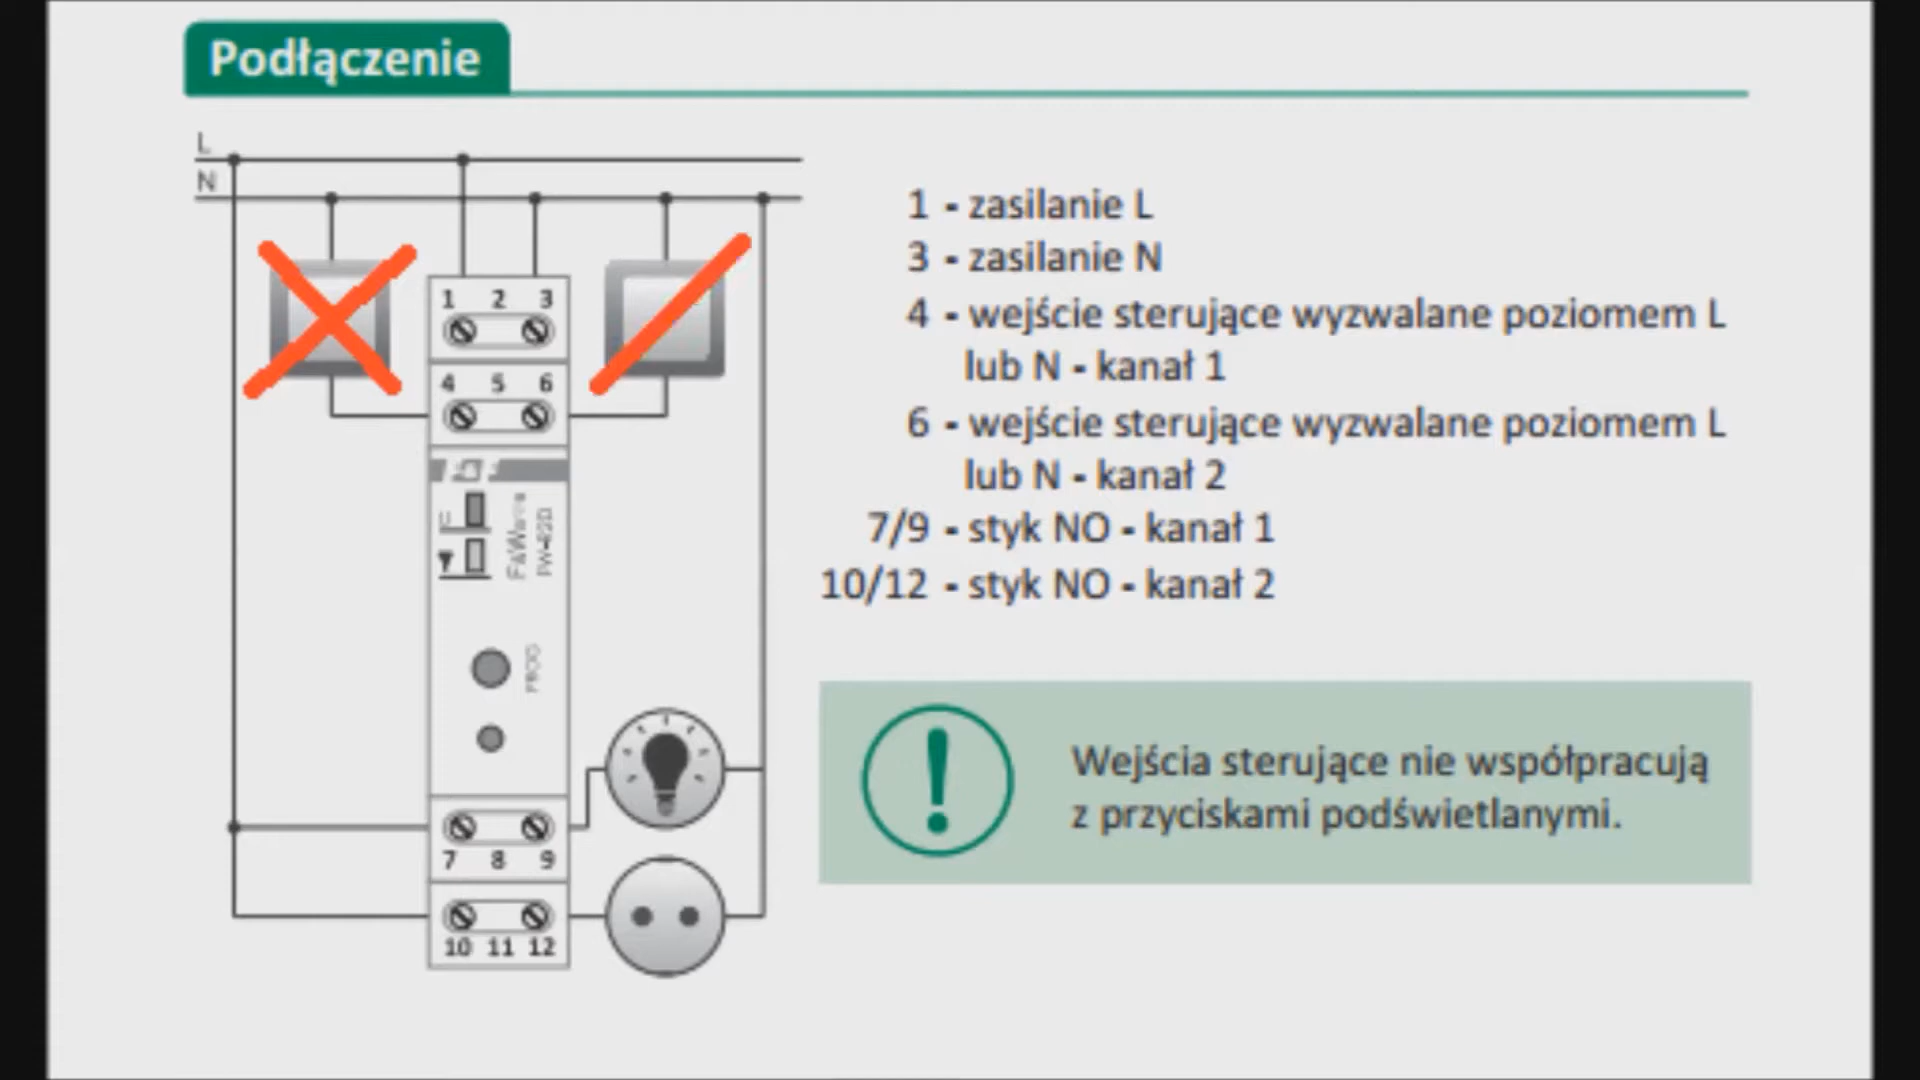 Podłączenie
L
N
1 - zasilanie L
3 - zasilanie N
4 - wejście sterujące wyzwalane poziomem L
lub N - kanał 1
6 - wejście sterujące wyzwalane poziomem L
lub N - kanał 2
7/9 - styk NO - kanał 1
10/12 - styk NO - kanał 2
1 2 3
4 5 6
PROG
7 8 9
10 11 12
Wejścia sterujące nie współpracują
z przyciskami podświetlanymi.